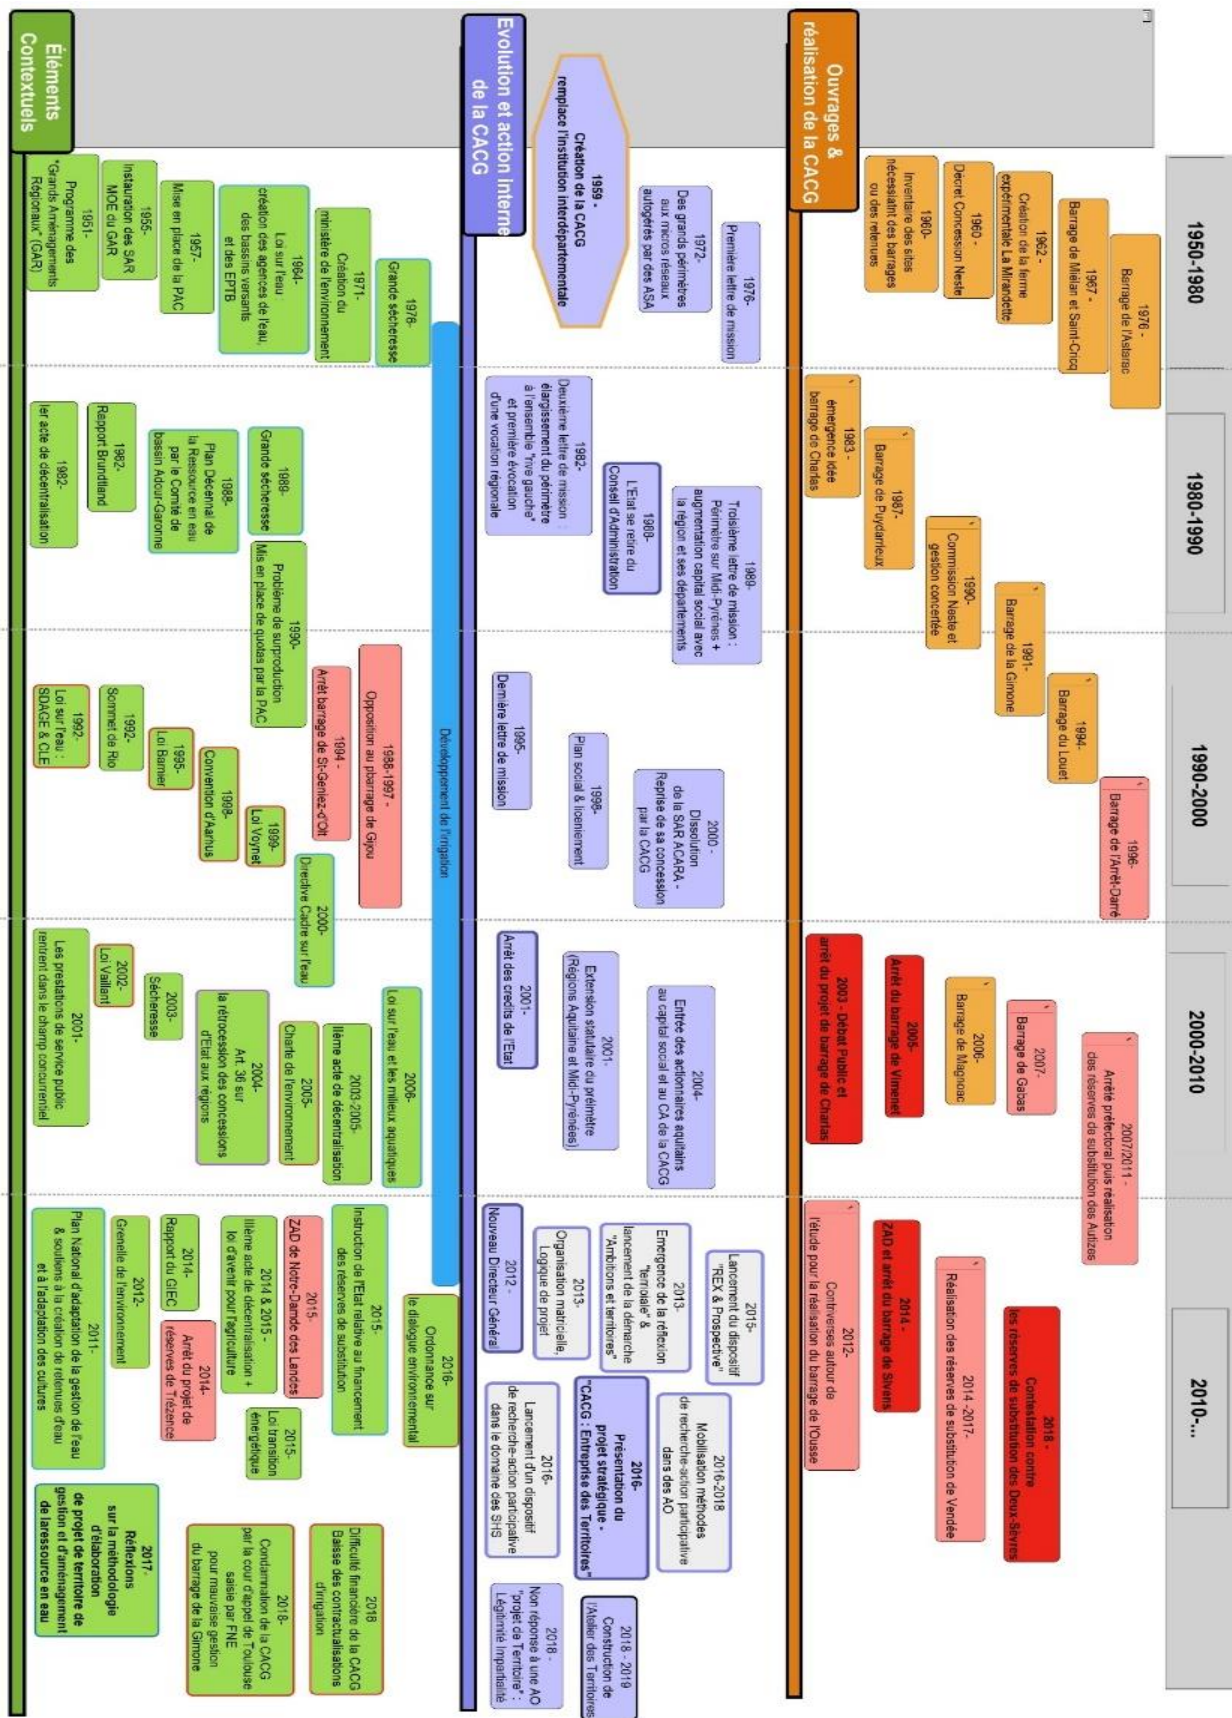 1950-1980
1980-1990
1990-2000
2000-2010
2010-...
Ouvrages &
réalisation de la CACG
1976 -
Barrage de l'Astarac
1967 -
Barrage de Miélan et Saint-Cricq
1962 -
Création de la ferme
expérimentale La Mirandette
1960 -
Décret Concession Neste
1960-
Inventaire des sites
nécessiatnt des barrages
ou des retenues
1983 -
émergence idée
barrage de Charlas
1987-
Barrage de Puydarrieux
1990-
Commission Neste et
gestion concertée
1991-
Barrage de la Gimone
1994-
Barrage du Louet
1996-
Barrage de l'Arrêt-Darré
2003 - Débat Public et
arrêt du projet de barrage de Charlas
2005-
Arrêt du barrage de Vimenet
2006-
Barrage de Magnoac
2007-
Barrage de Gabas
2007/2011 -
Arrêté préfectoral puis réalisation
des réserves de substitution des Autizes
2012-
Controverses autour de
l'étude pour la réalisation du barrage de l'Ousse
2014 -
ZAD et arrêt du barrage de Sivens
2014 -2017-
Réalisation des réserves de substitution de Vendée
2018 -
Contestation contre
les réserves de substitution des Deux-Sèvres
Evolution et action interne
de la CACG
1959 -
Création de la CACG
remplace l'institution interdépartementale
1976-
Première lettre de mission
1972-
Des grands périmètres
aux micros réseaux
autogérés par des ASA
1989-
Troisième lettre de mission :
Périmètre sur Midi-Pyrénes +
augmentation capital social avec
la région et ses départements
1988-
L'Etat se retire du
Conseil d'Administration
1982-
Deuxième lettre de mission :
élargissement du périmètre
à l'ensemble "rive gauche"
et première évocation
d'une vocation régionale
2000 -
Dissolution
de la SAR ACARA -
Reprise de sa concession
par la CACG
1998-
Plan social & licenciement
1995-
Dernière lettre de mission
2004-
Entrée des actionnaires aquitains
au capital social et au CA de la CACG
2001-
Extension statutaire du préimètre
(Régions Aquitaine et Midi-Pyrénées)
2001-
Arrêt des credits de l'Etat
2015-
Lancement du dispositif
"REX & Prospective"
2013-
Emergence de la réflexion
"terrioiale" &
lancement de la démarche
"Ambitions et territoires"
2013-
Organisation matricielle,
Logique de projet
2012 -
Nouveau Directeur Général
2016-2018
Mobilisation méthodes
de recherche-action participative
dans des AO
2016-
Présentation du
projet stratégique -
"CACG : Entreprise des Territoires"
2016-
Lancement d'un dispositif
de recherche-action participative
dans le domaine des SHS
2018 - 2019
Construction de
l'Atelier des Territoires
2018 -
Non réponse à une AO
"projet de Territoire" :
Légitimité Impartialité
Développement de l'irrigation
Éléments
Contextuels
1976-
Grande sécheresse
1971-
Création du
ministère de l'environnement
1964-
Loi sur l'eau :
création des agences de l'eau,
des bassins versants
et des EPTB
1957-
Mise en place de la PAC
1955-
Instauration des SAR
MOE du GAR
1951-
Programme des
"Grands Aménagements
Régionaux" (GAR)
1989-
Grande sécheresse
1988-
Plan Décennal de
la Ressource en eau
par le Comité de
bassin Adour-Garonne
1982-
Rapport Brundtland
1982-
Ier acte de décentralisation
1990-
Problème de surproduction
Mis en place de quotas par la PAC
1988-1997 -
Opposition au pbarrage de Gijou
1994 -
Arrêt barrage de St-Geniez-d'Olt
2000-
Directive Cadre sur l'eau
1999-
Loi Voynet
1998-
Convention d'Aarhus
1995-
Loi Barnier
1992-
Sommet de Rio
1992-
Loi sur l'eau :
SDAGE & CLE
2006-
Loi sur l'eau et les milieux aquatiques
2003-2005-
IIème acte de décentralisation
2005-
Charte de l'environnement
2004-
Art. 36 sur
la rétrocession des concessions
d'Etat aux régions
2003-
Sécheresse
2002-
Loi Vaillant
2001-
Les prestations de service public
rentrent dans le champ concurrentiel
2016-
Ordonnance sur
le dialogue environnemental
2015-
Instruction de l'Etat relative au financement
des réserves de substitution
2015-
ZAD de Notre-Dame des Landes
2015-
Loi transition
énergétique
2014 & 2015 -
IIIème acte de décentralisation +
loi d'avenir pour l'agriculture
2014-
Rapport du GIEC
2014-
Arrêt du projet de
réserves de Trézence
2012-
Grenelle de l'environnement
2011-
Plan National d'adaptation de la gestion de l'eau
& soutions à la création de retenues d'eau
et à l'adaptation des cultures
2018
Difficulté financière de la CACG
Baisse des contractualisations
d'irrigation
2018-
Condamnation de la CACG
par la cour d'appel de Toulouse
saisie par FNE
pour mauvaise gestion
du barrage de la Gimone
2017-
Réflexions
sur la méthodologie
d'élaboration
de projet de territoire de
gestion et d'aménagement
de laressource en eau